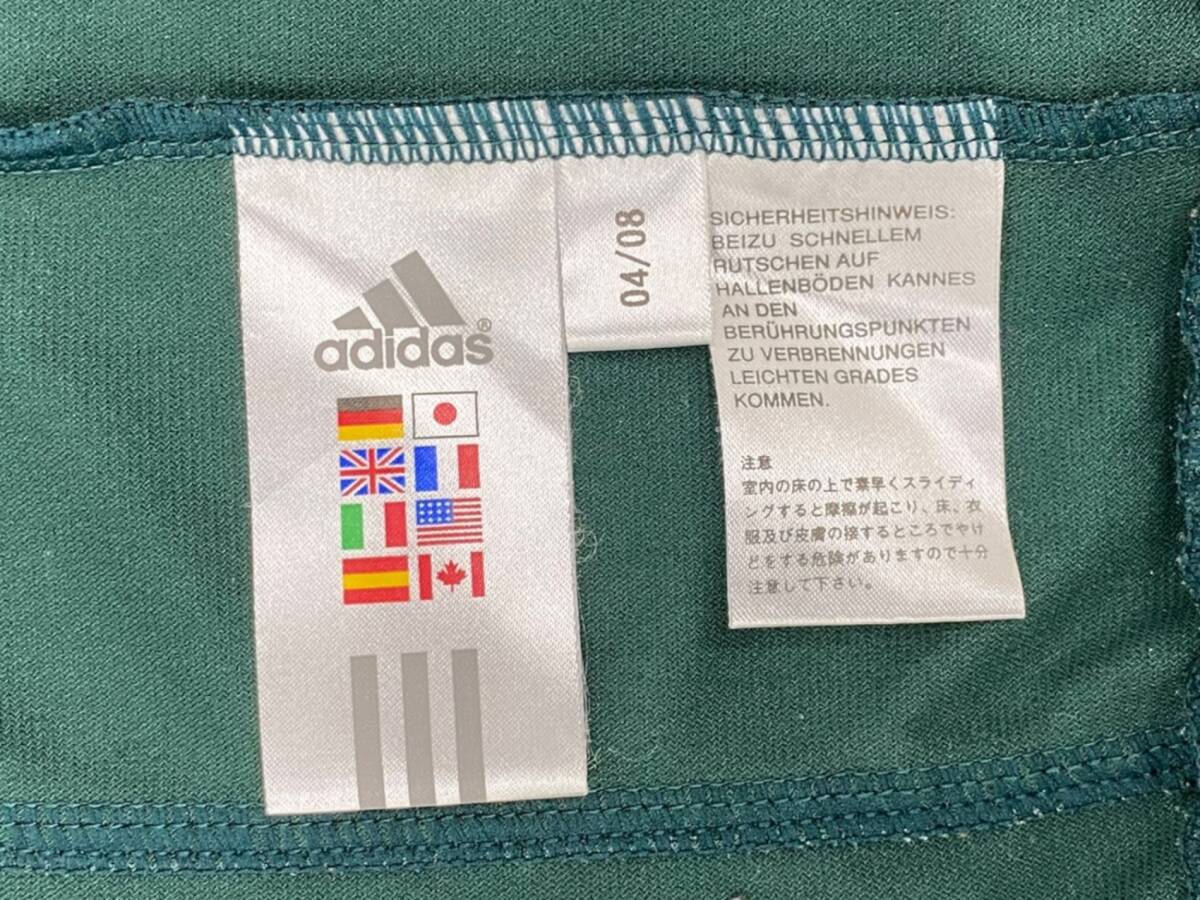 adidas®
04/08
SICHERHEITSHINWEIS:
BEIZU SCHNELLEM
RUTSCHEN AUF
HALLENBÖDEN KANNES
AN DEN
BERÜHRUNGSPUNKTEN
ZU VERBRENNUNGEN
LEICHTEN GRADES
KOMMEN.
注意
室内の床の上で素早くスライディ
ングすると摩擦が起こり、床、衣
服及び皮膚の接するところでやけ
どをする危険がありますので十分
注意して下さい。